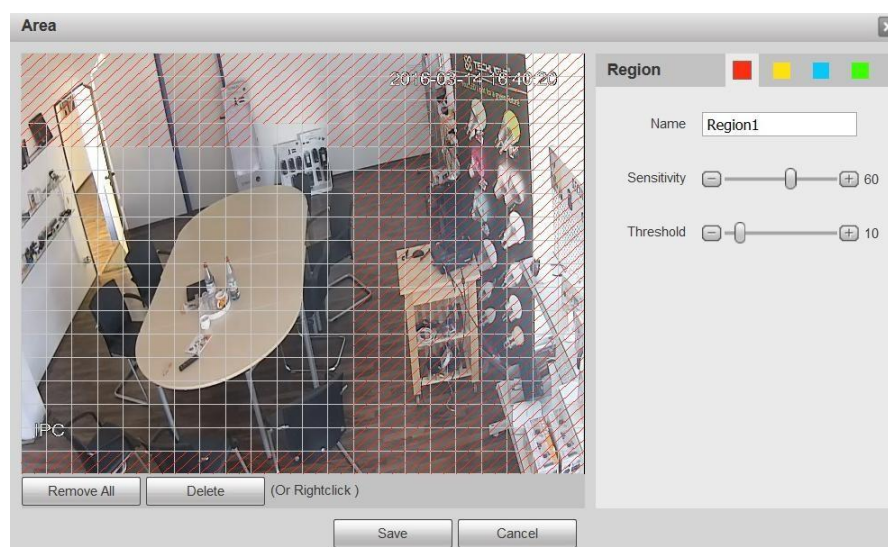 Area
2016-03-14 16:40:20
IPC
Remove All
Delete
(Or Rightclick )
Save
Cancel
Region
Name
Region1
Sensitivity
60
Threshold
10